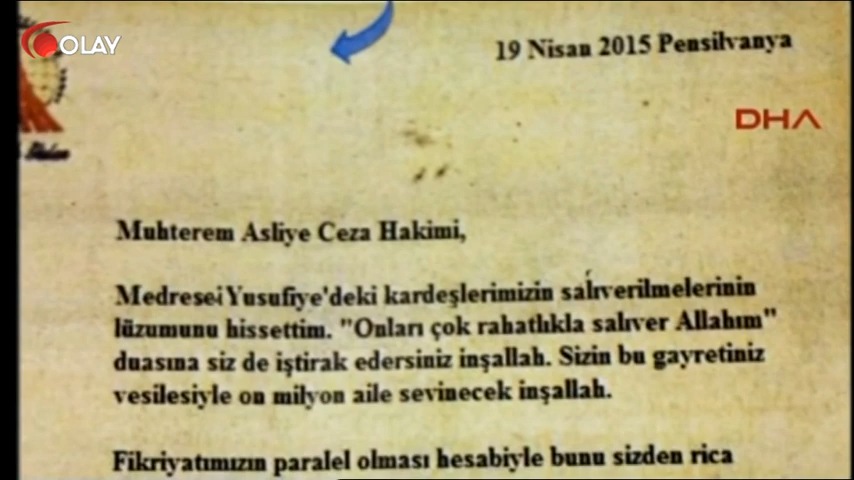 OLAY
19 Nisan 2015 Pensilvanya
DHA
Muhterem Asliye Ceza Hakimi,
Medresei Yusufiye'deki kardeşlerimizin salıverilmelerinin
lüzumunu hissettim. "Onları çok rahatlıkla salıver Allahım"
duasına siz de iştirak edersiniz inşallah. Sizin bu gayretiniz
vesilesiyle on milyon aile sevinecek inşallah.
Fikriyatımızın paralel olması hesabiyle bunu sizden rica